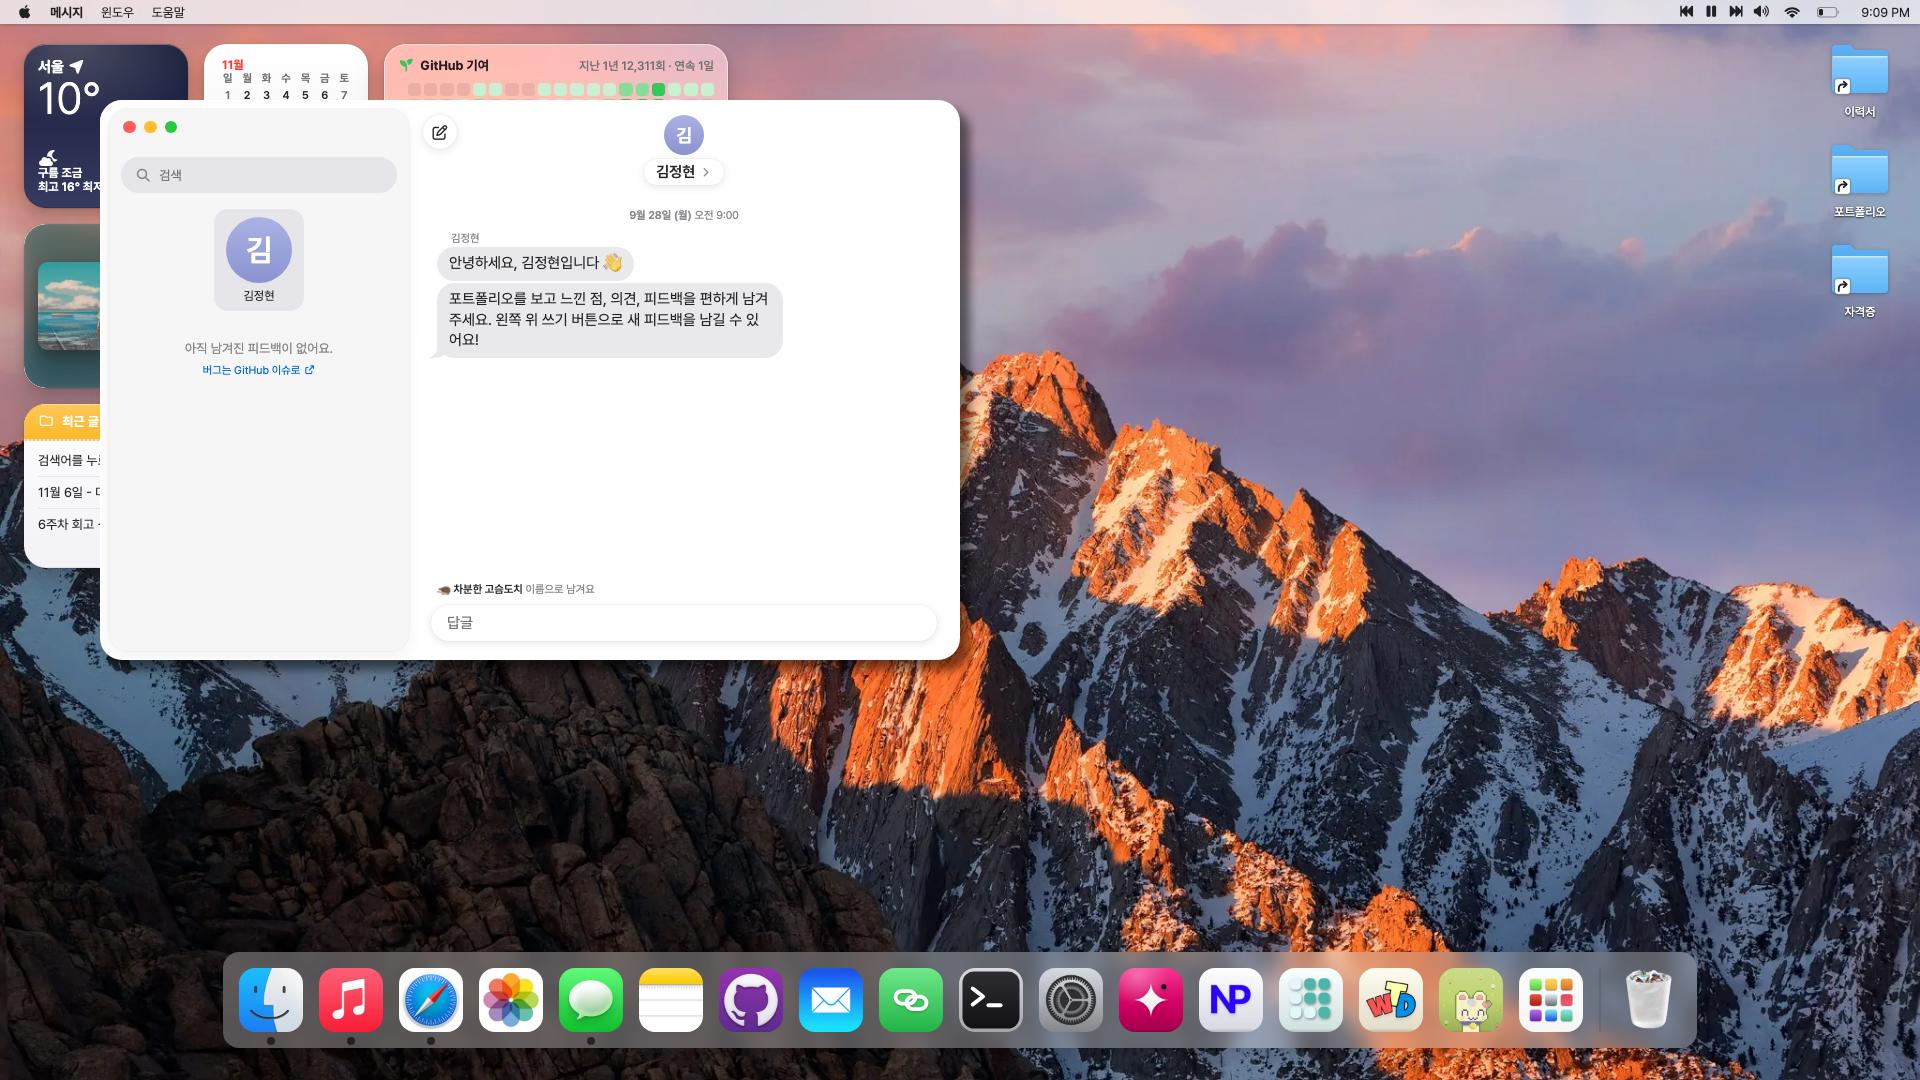 메시지 윈도우 도움말
9:09 PM
서울
10°
구름 조금
최고 16° 최저
11월
일 월 화 수 목 금 토
1 2 3 4 5 6 7
GitHub 기여
지난 1년 12,311회 · 연속 1일
최근 글
검색어를 누
11월 6일 -
6주차 회고 -
검색
김
김정현
아직 남겨진 피드백이 없어요.
버그는 GitHub 이슈로
김
김정현
9월 28일 (월) 오전 9:00
김정현
안녕하세요, 김정현입니다 👋
포트폴리오를 보고 느낀 점, 의견, 피드백을 편하게 남겨
주세요. 왼쪽 위 쓰기 버튼으로 새 피드백을 남길 수 있
어요!
🦔 차분한 고슴도치 이름으로 남겨요
답글
이력서
포트폴리오
자격증
NP
WTD